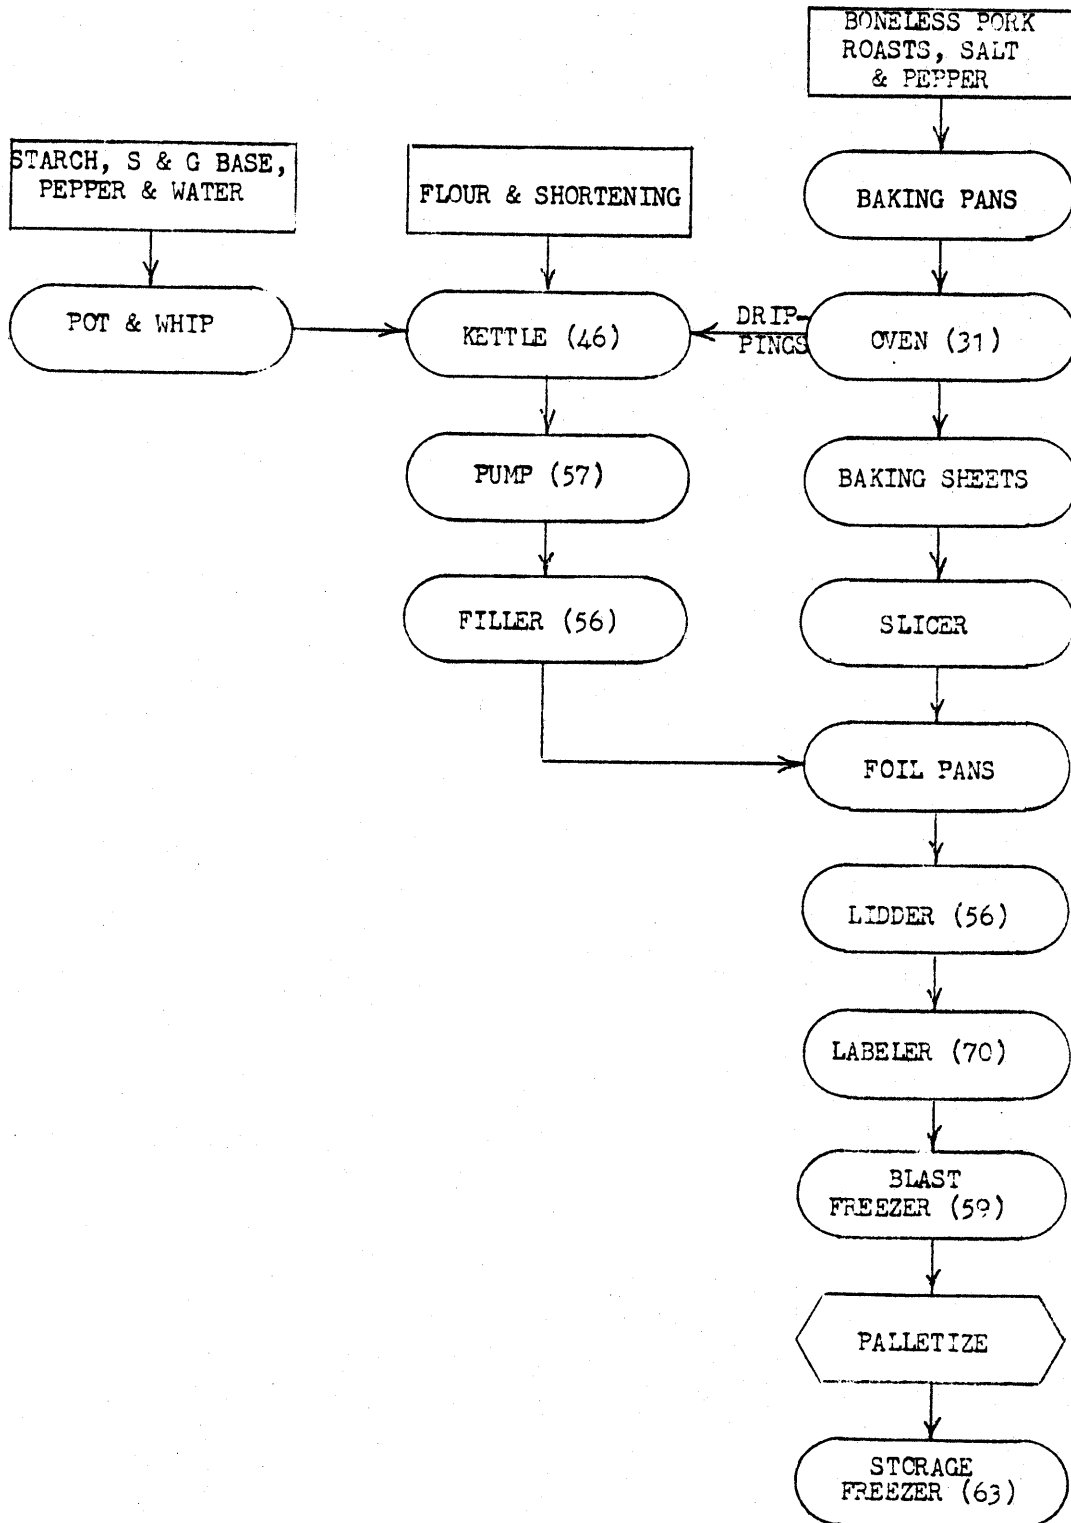 BONELESS PORK
ROASTS, SALT
& PEPPER
STARCH, S & G BASE,
PEPPER & WATER
FLOUR & SHORTENING
BAKING PANS
POT & WHIP
KETTLE (46)
DRIP-
PINGS
OVEN (31)
PUMP (57)
BAKING SHEETS
FILLER (56)
SLICER
FOIL PANS
LIDDER (56)
LABELER (70)
BLAST
FREEZER (59)
PALLETIZE
STORAGE
FREEZER (63)